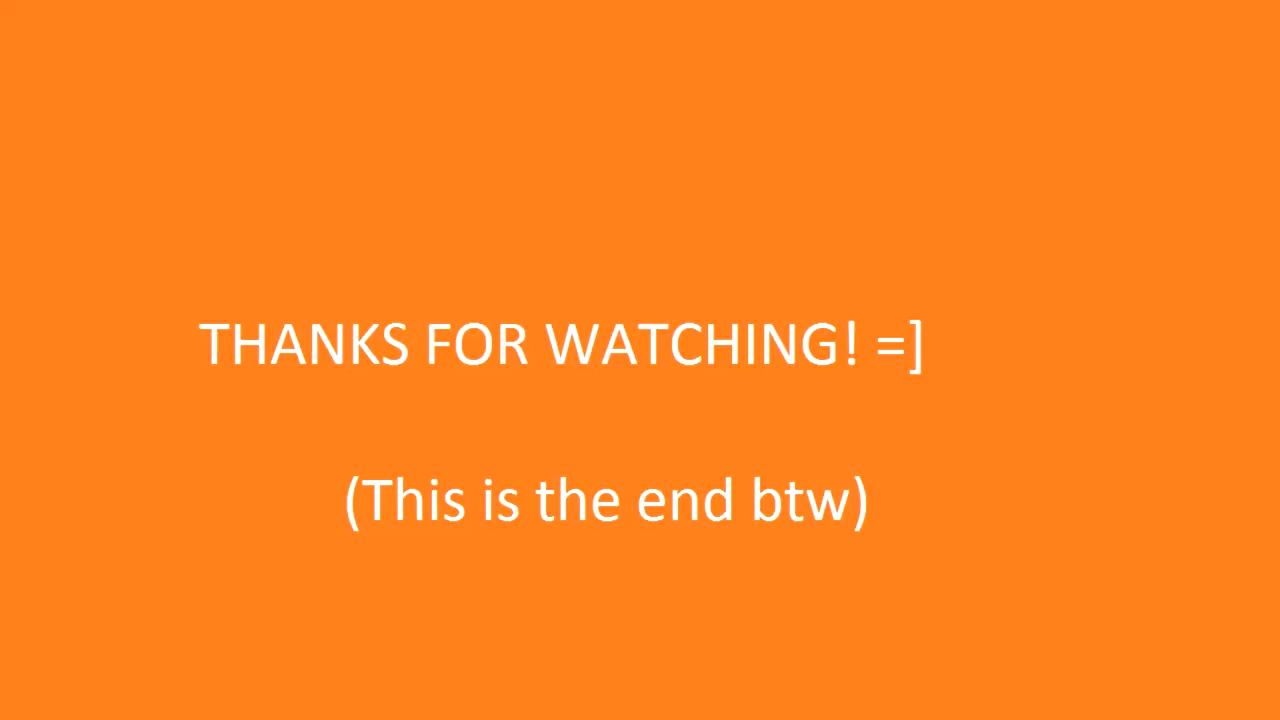 THANKS FOR WATCHING! =]
(This is the end btw)